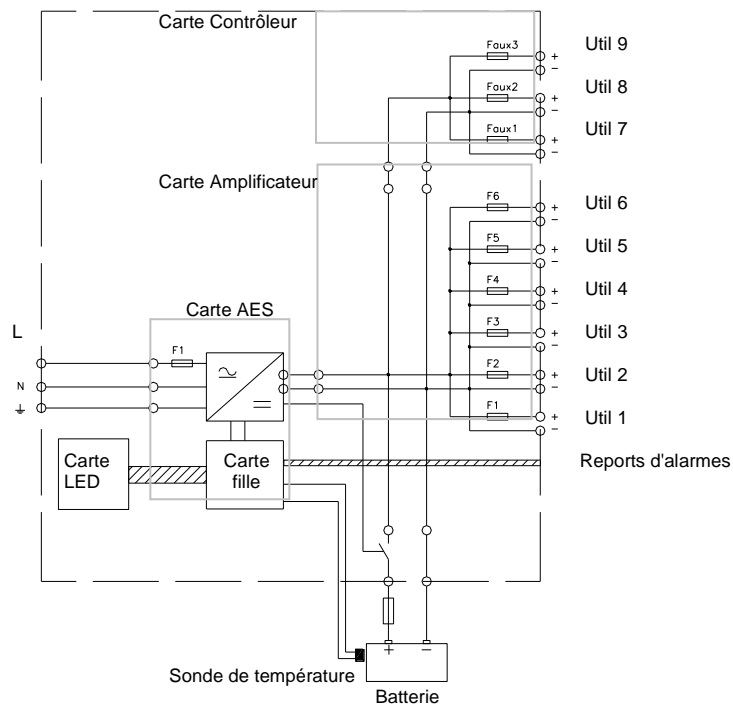 Carte Contrôleur
Faux3
+
−
Util 9
Faux2
+
−
Util 8
Faux1
+
−
Util 7
Carte Amplificateur
F6
+
−
Util 6
F5
+
−
Util 5
F4
+
−
Util 4
F3
+
−
Util 3
F2
+
−
Util 2
F1
+
−
Util 1
Carte AES
L
F1
N
Carte
LED
Carte
fille
Reports d'alarmes
+ −
Sonde de température
Batterie